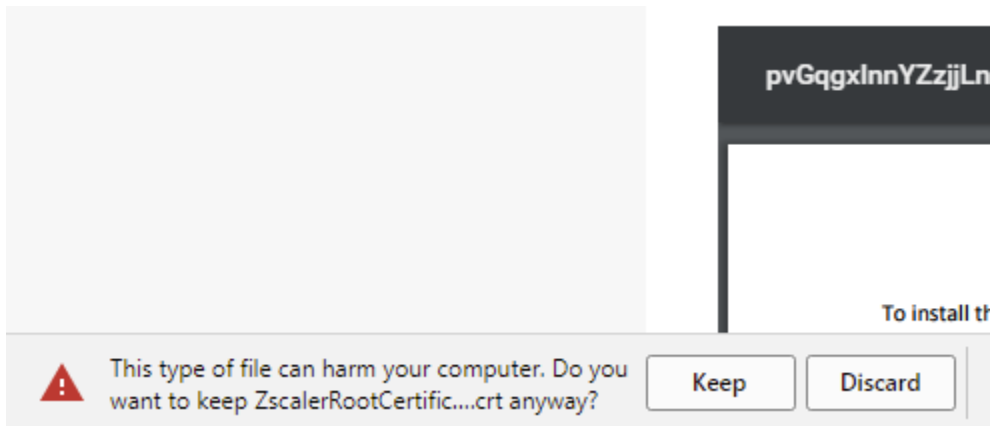 pvGqgxInnYZzjjLn
To install th
This type of file can harm your computer. Do you
want to keep ZscalerRootCertific....crt anyway?
Keep
Discard